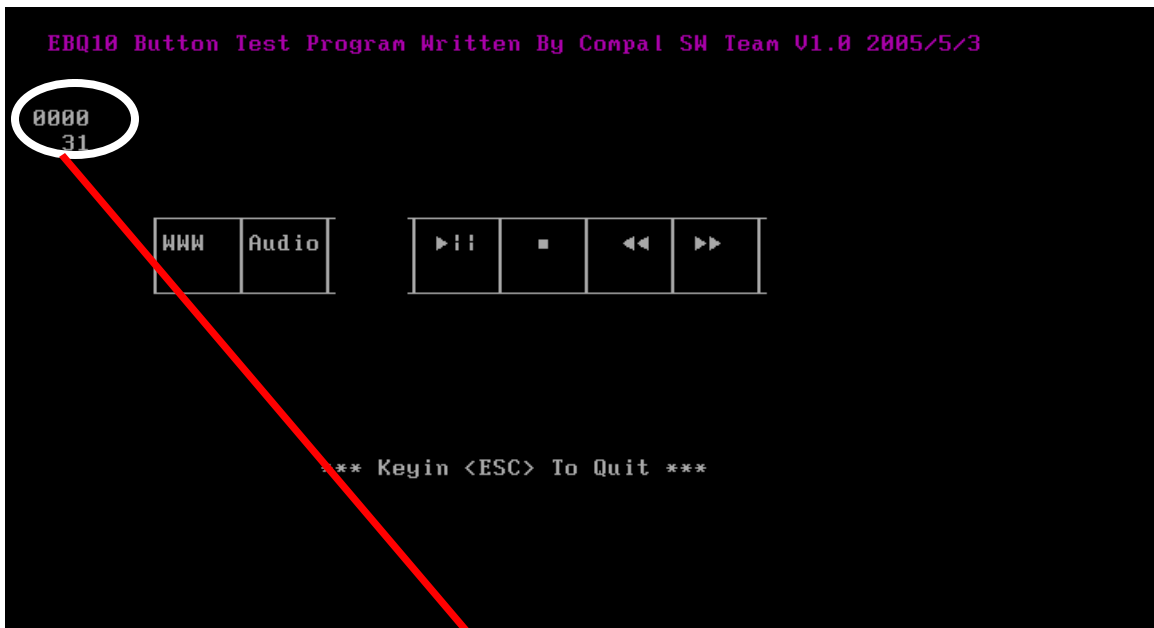 EBQ10 Button Test Program Written By Compal SW Team V1.0 2005/5/3
0000
31
WWW Audio ►¦¦ ■ ◄◄ ►►
*** Keyin <ESC> To Quit ***